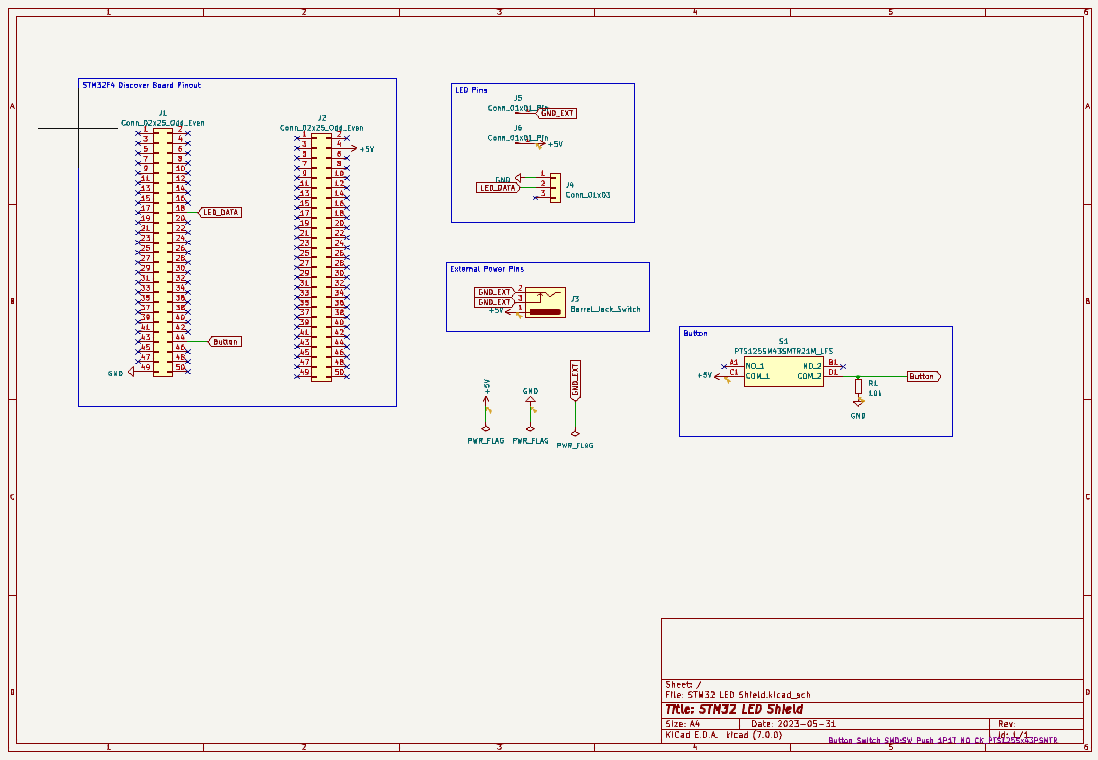 1 2 3 4 5 6
STM32F4 Discover Board Pinout
J1
Conn_02x25_Odd_Even
1 2
3 4
5 6
7 8
9 10
11 12
13 14
15 16
17 18
LED_DATA
19 20
21 22
23 24
25 26
27 28
29 30
31 32
33 34
35 36
37 38
39 40
41 42
43 44
Button
45 46
47 48
GND 49 50
J2
Conn_02x25_Odd_Even
1 2
3 4
+5V
5 6
7 8
9 10
11 12
13 14
15 16
17 18
19 20
21 22
23 24
25 26
27 28
29 30
31 32
33 34
35 36
37 38
39 40
41 42
43 44
45 46
47 48
49 50
LED Pins
J5
Conn_01x01_Pin
GND_EXT
J6
Conn_01x01_Pin
+5V
GND 1
LED_DATA 2
3
J4
Conn_01x03
External Power Pins
GND_EXT 2
GND_EXT 3
+5V 1
J3
Barrel_Jack_Switch
+5V
PWR_FLAG
GND
PWR_FLAG
GND_EXT
PWR_FLAG
Button
S1
PTS125SM43SMTR21M_LFS
A1 NO_1 NO_2 B1
+5V C1 COM_1 COM_2 D1
Button
R1
10k
GND
A A
B B
C C
D D
Sheet: /
File: STM32 LED Shield.kicad_sch
Title: STM32 LED Shield
Size: A4 Date: 2023-05-31 Rev:
KiCad E.D.A. kicad (7.0.0) Id: 1/1
Button_Switch_SMD:SW_Push_1P1T_NO_CK_PTS125Sx43PSMTR
1 2 3 4 5